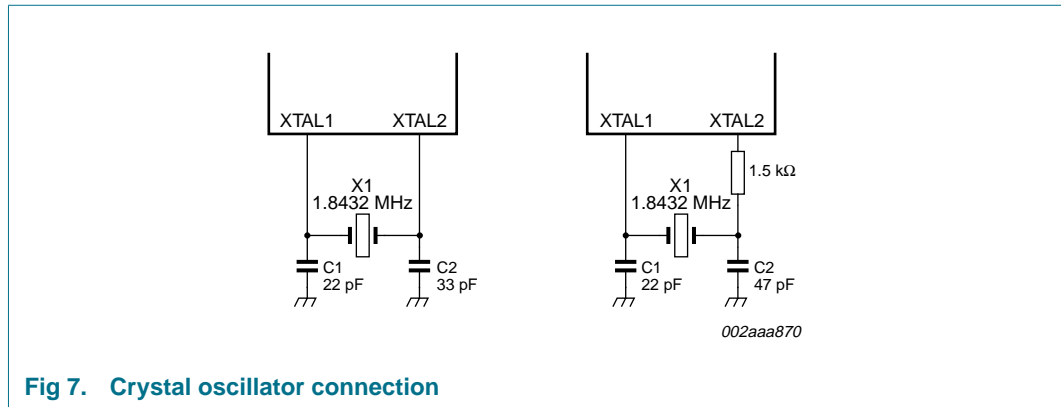 XTAL1 XTAL2
X1
1.8432 MHz
C1
22 pF
C2
33 pF
XTAL1 XTAL2
1.5 kΩ
X1
1.8432 MHz
C1
22 pF
C2
47 pF
002aaa870
Fig 7. Crystal oscillator connection